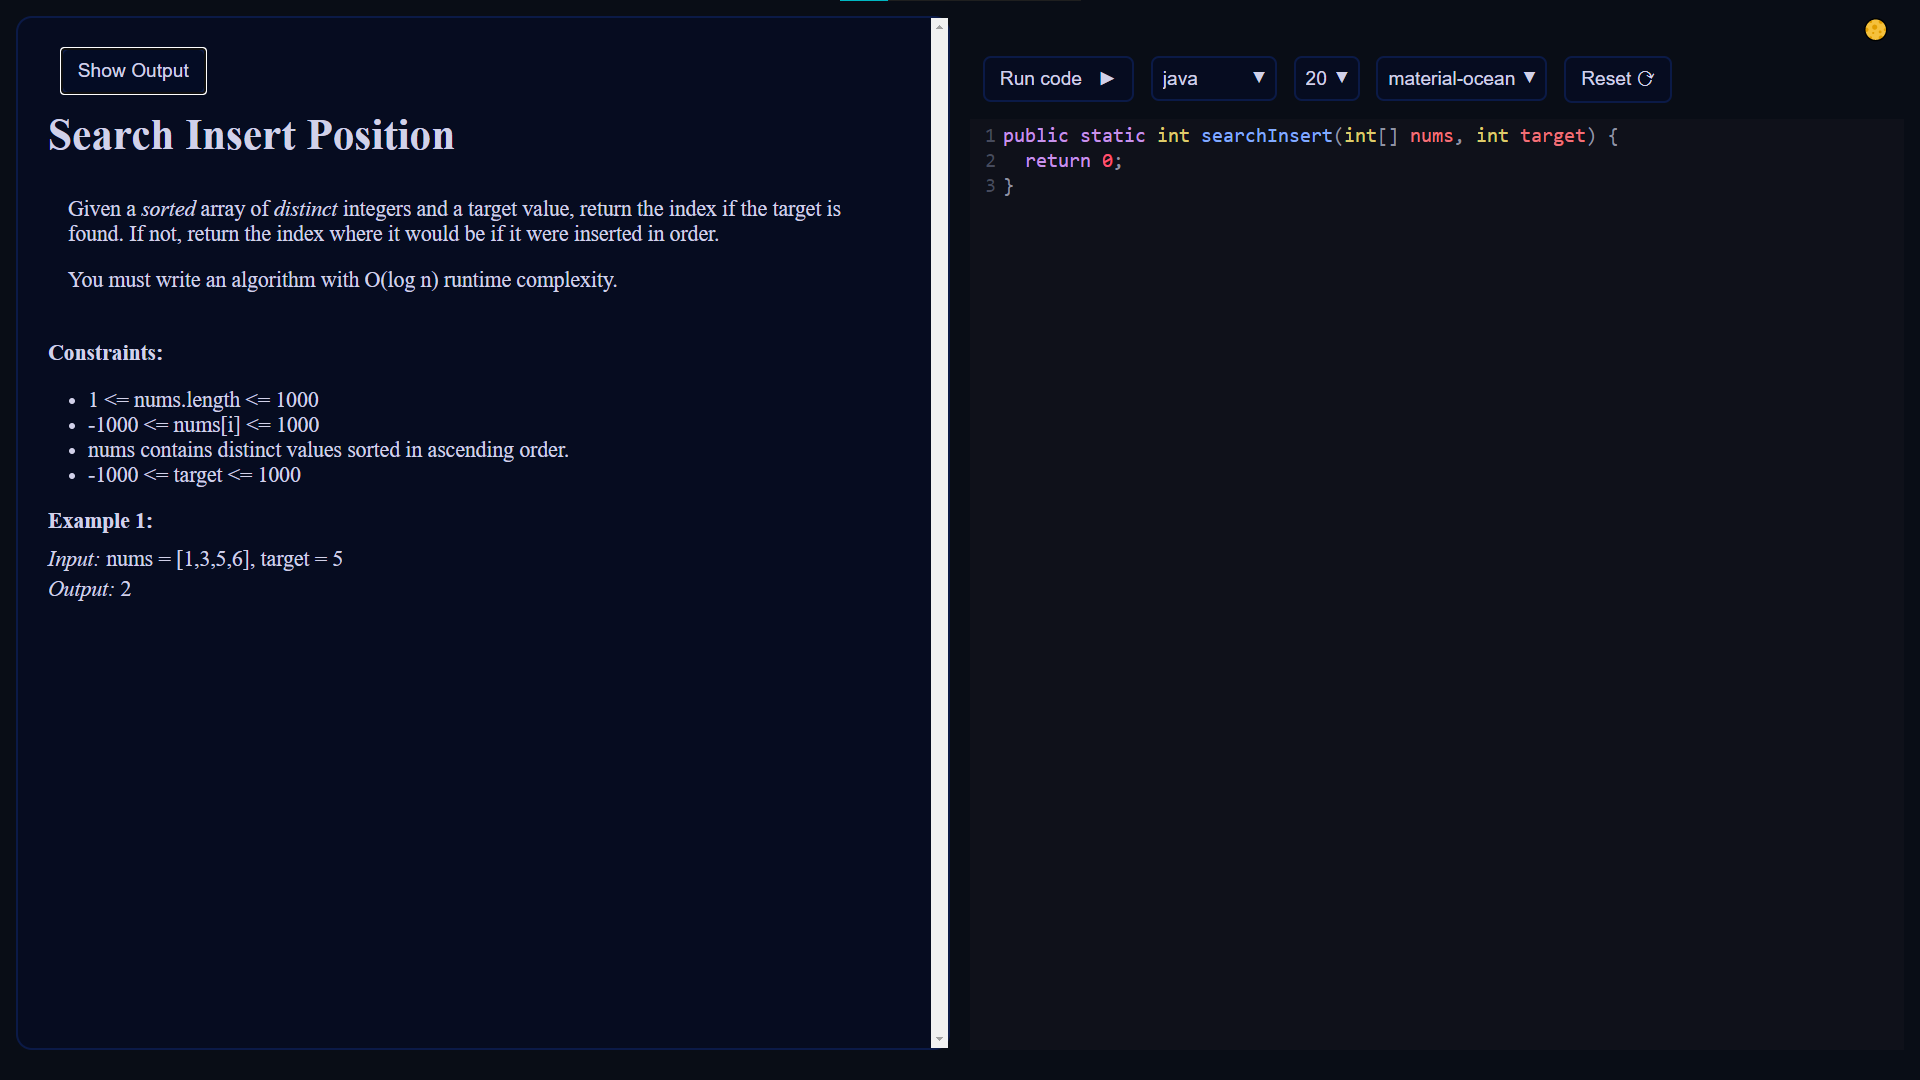 Show Output
Search Insert Position
Given a sorted array of distinct integers and a target value, return the index if the target is
found. If not, return the index where it would be if it were inserted in order.
You must write an algorithm with O(log n) runtime complexity.
Constraints:
• 1 <= nums.length <= 1000
• -1000 <= nums[i] <= 1000
• nums contains distinct values sorted in ascending order.
• -1000 <= target <= 1000
Example 1:
Input: nums = [1,3,5,6], target = 5
Output: 2
Run code ▶ java ▼ 20 ▼ material-ocean ▼ Reset ⟳
1 public static int searchInsert(int[] nums, int target) {
2   return 0;
3 }